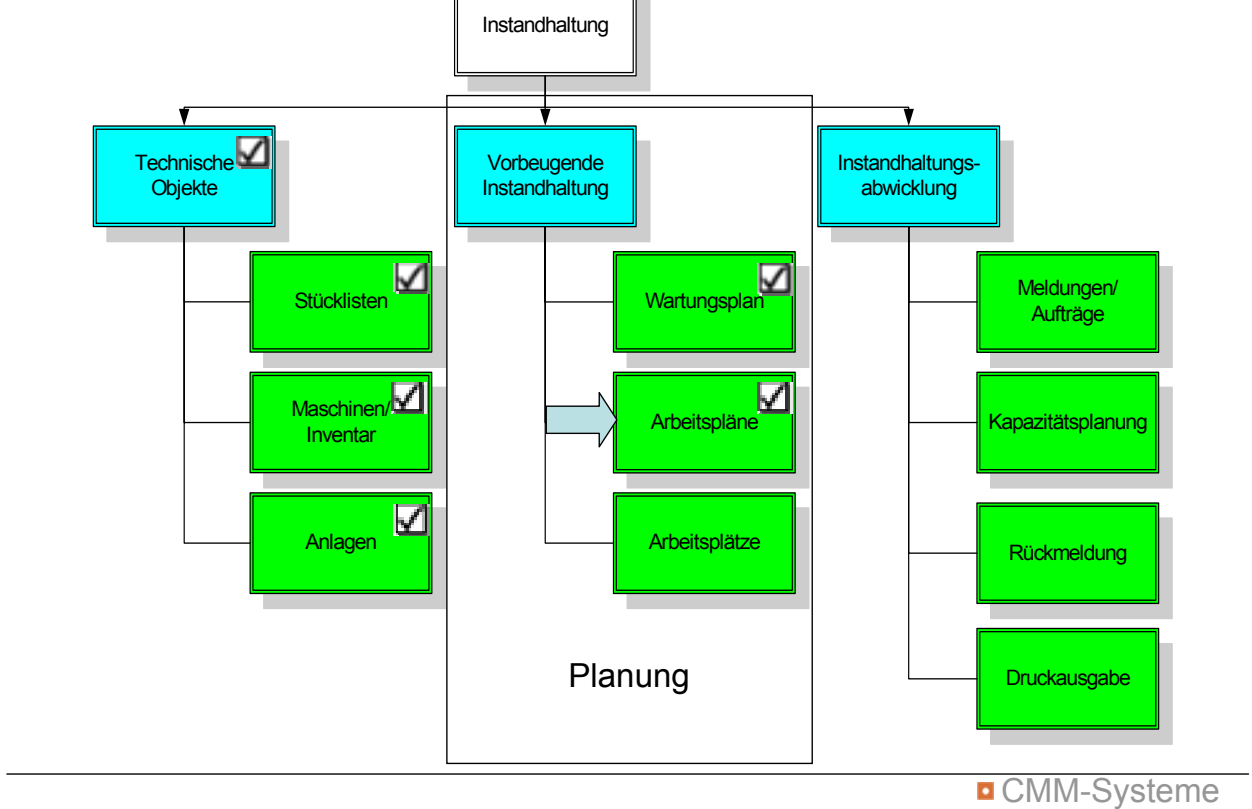 Instandhaltung
Technische
Objekte
Vorbeugende
Instandhaltung
Instandhaltungs-
abwicklung
Stücklisten
Wartungsplan
Meldungen/
Aufträge
Maschinen/
Inventar
Arbeitspläne
Kapazitätsplanung
Anlagen
Arbeitsplätze
Rückmeldung
Planung
Druckausgabe
CMM-Systeme